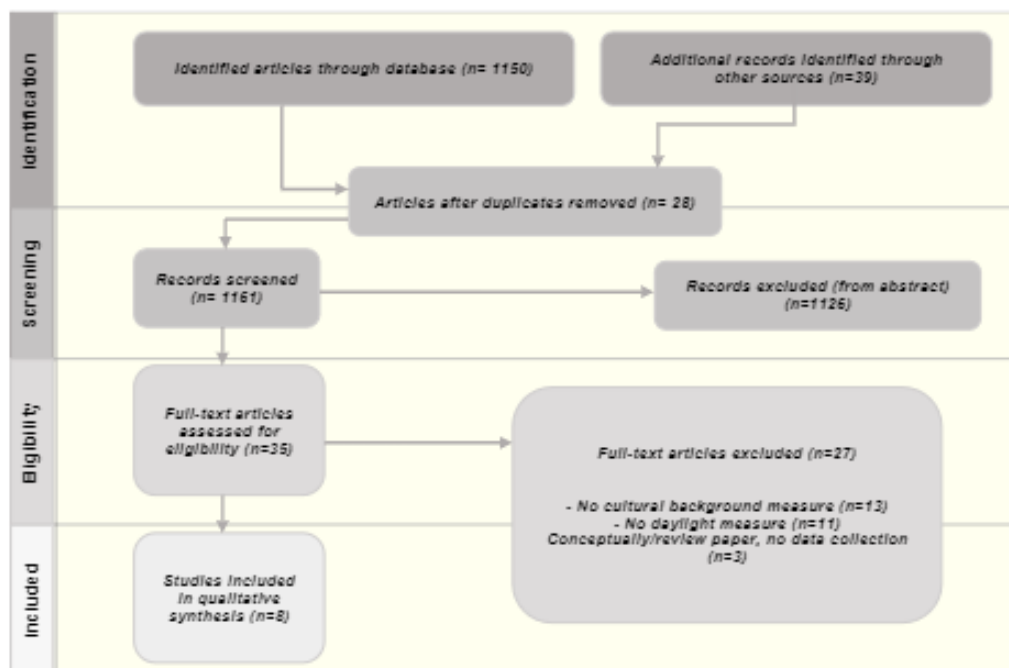 Identification
Identified articles through database (n= 1150)
Additional records identified through
other sources (n=39)
Articles after duplicates removed (n= 28)
Screening
Records screened
(n= 1161)
Records excluded (from abstract)
(n=1126)
Eligibility
Full-text articles
assessed for
eligibility (n=35)
Full-text articles excluded (n=27)
- No cultural background measure (n=13)
- No daylight measure (n=11)
Conceptually/review paper, no data collection
(n=3)
Included
Studies included
in qualitative
synthesis (n=8)